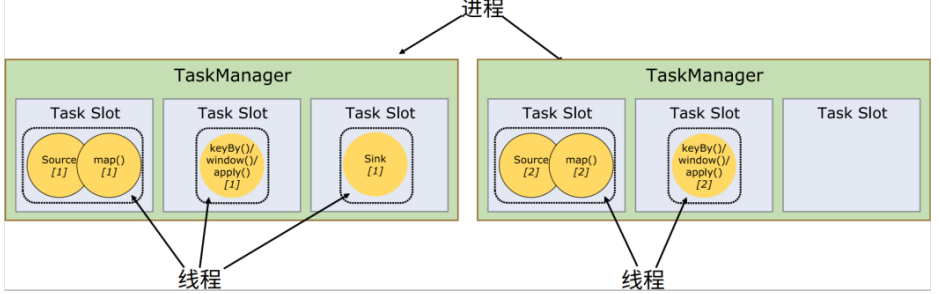 进程
TaskManager
TaskManager
Task Slot
Task Slot
Task Slot
Task Slot
Task Slot
Task Slot
Source
[1]
map()
[1]
keyBy()/
window()/
apply()
[1]
Sink
[1]
Source
[2]
map()
[2]
keyBy()/
window()/
apply()
[2]
线程
线程